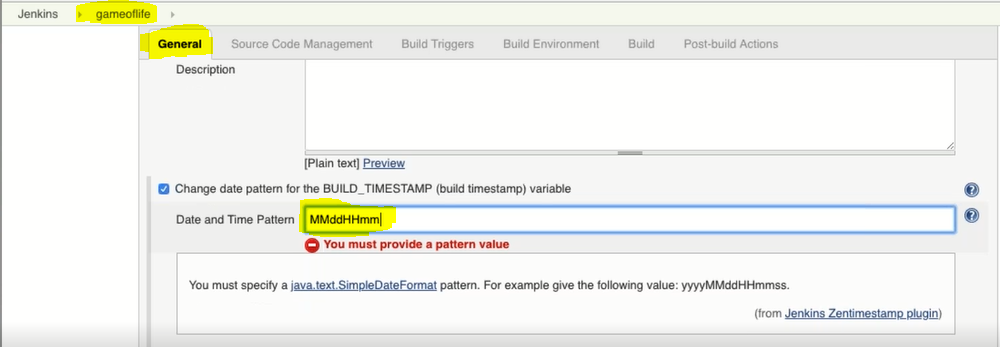 Jenkins gameoflife
General Source Code Management Build Triggers Build Environment Build Post-build Actions
Description
[Plain text] Preview
Change date pattern for the BUILD_TIMESTAMP (build timestamp) variable
Date and Time Pattern MMddHHmm
You must provide a pattern value
You must specify a java.text.SimpleDateFormat pattern. For example give the following value: yyyyMMddHHmmss.
(from Jenkins Zentimestamp plugin)